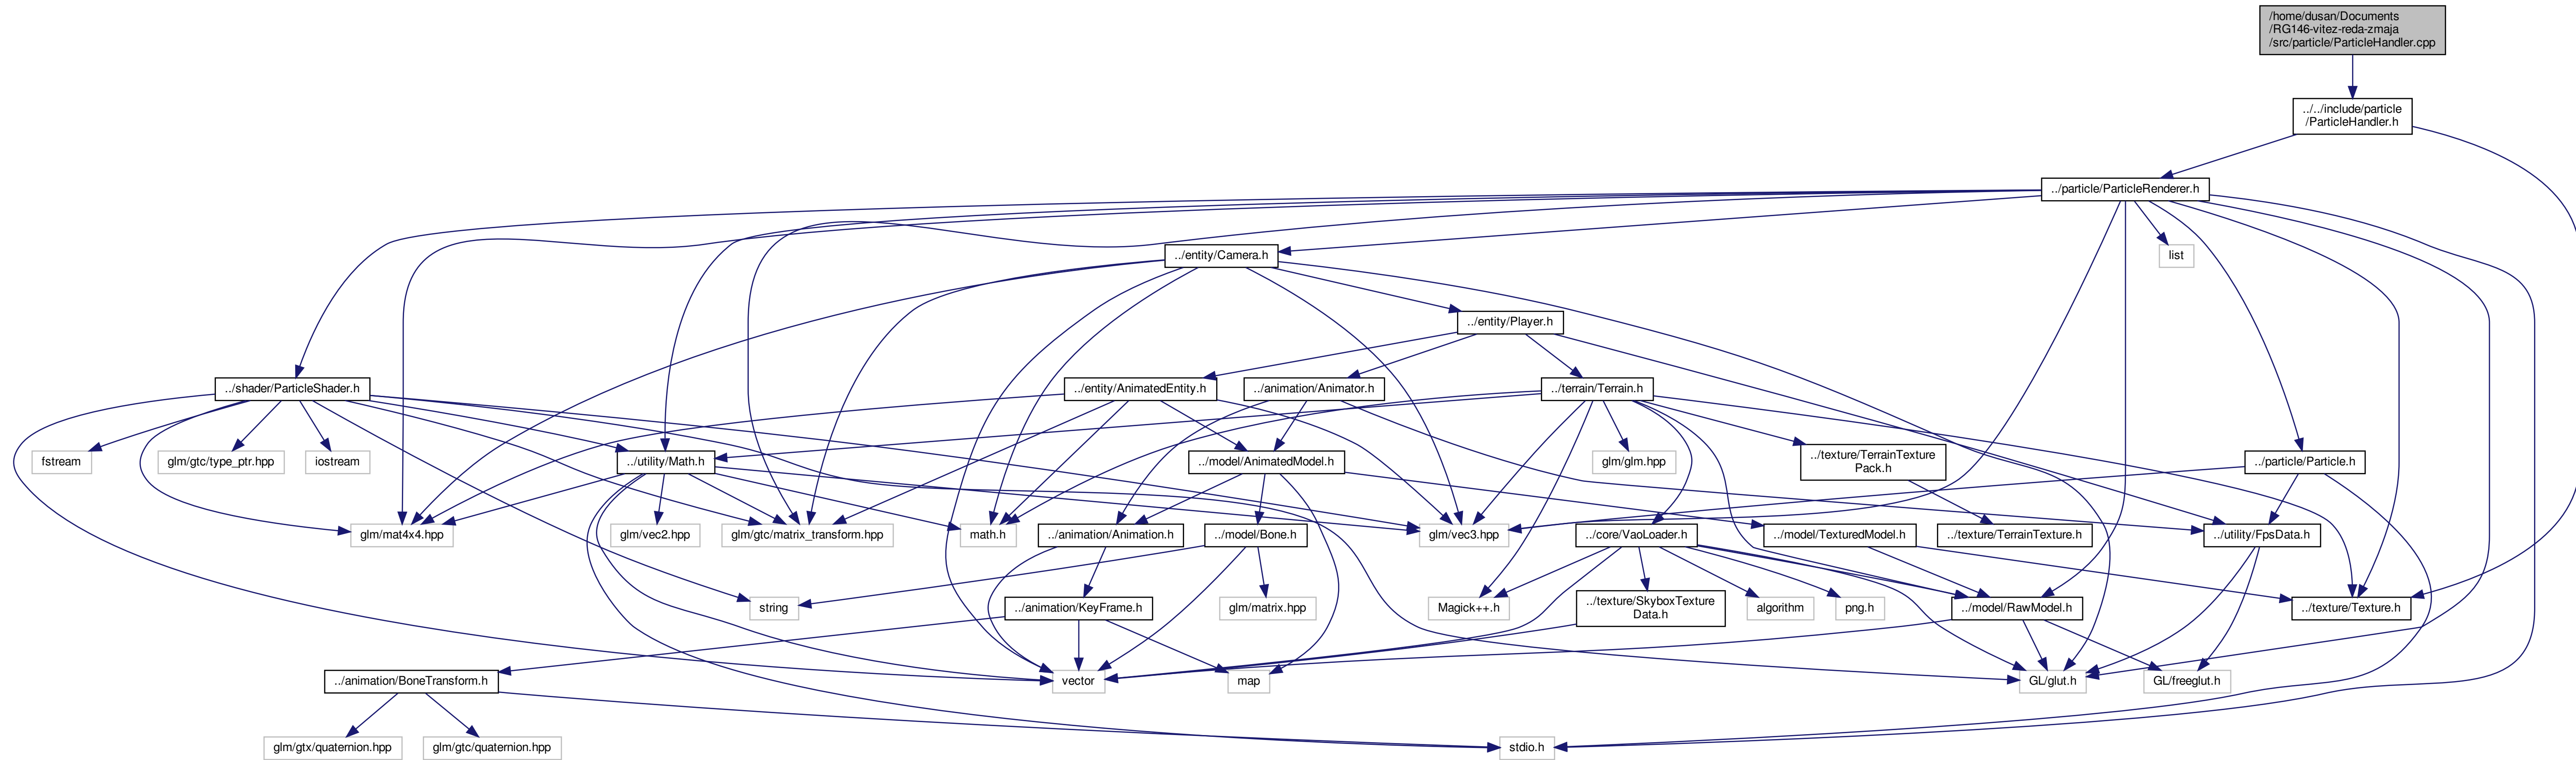 /home/dusan/Documents
/RG146-vitez-reda-zmaja
/src/particle/ParticleHandler.cpp
../../include/particle
/ParticleHandler.h
../particle/ParticleRenderer.h
../entity/Camera.h
list
../entity/Player.h
../shader/ParticleShader.h
../entity/AnimatedEntity.h
../animation/Animator.h
../terrain/Terrain.h
fstream
glm/gtc/type_ptr.hpp
iostream
../utility/Math.h
../model/AnimatedModel.h
glm/glm.hpp
../texture/TerrainTexture
Pack.h
../particle/Particle.h
glm/mat4x4.hpp
glm/vec2.hpp
glm/gtc/matrix_transform.hpp
math.h
../animation/Animation.h
../model/Bone.h
glm/vec3.hpp
../core/VaoLoader.h
../model/TexturedModel.h
../texture/TerrainTexture.h
../utility/FpsData.h
string
../animation/KeyFrame.h
glm/matrix.hpp
Magick++.h
../texture/SkyboxTexture
Data.h
algorithm
png.h
../model/RawModel.h
../texture/Texture.h
../animation/BoneTransform.h
vector
map
GL/glut.h
GL/freeglut.h
glm/gtx/quaternion.hpp
glm/gtc/quaternion.hpp
stdio.h